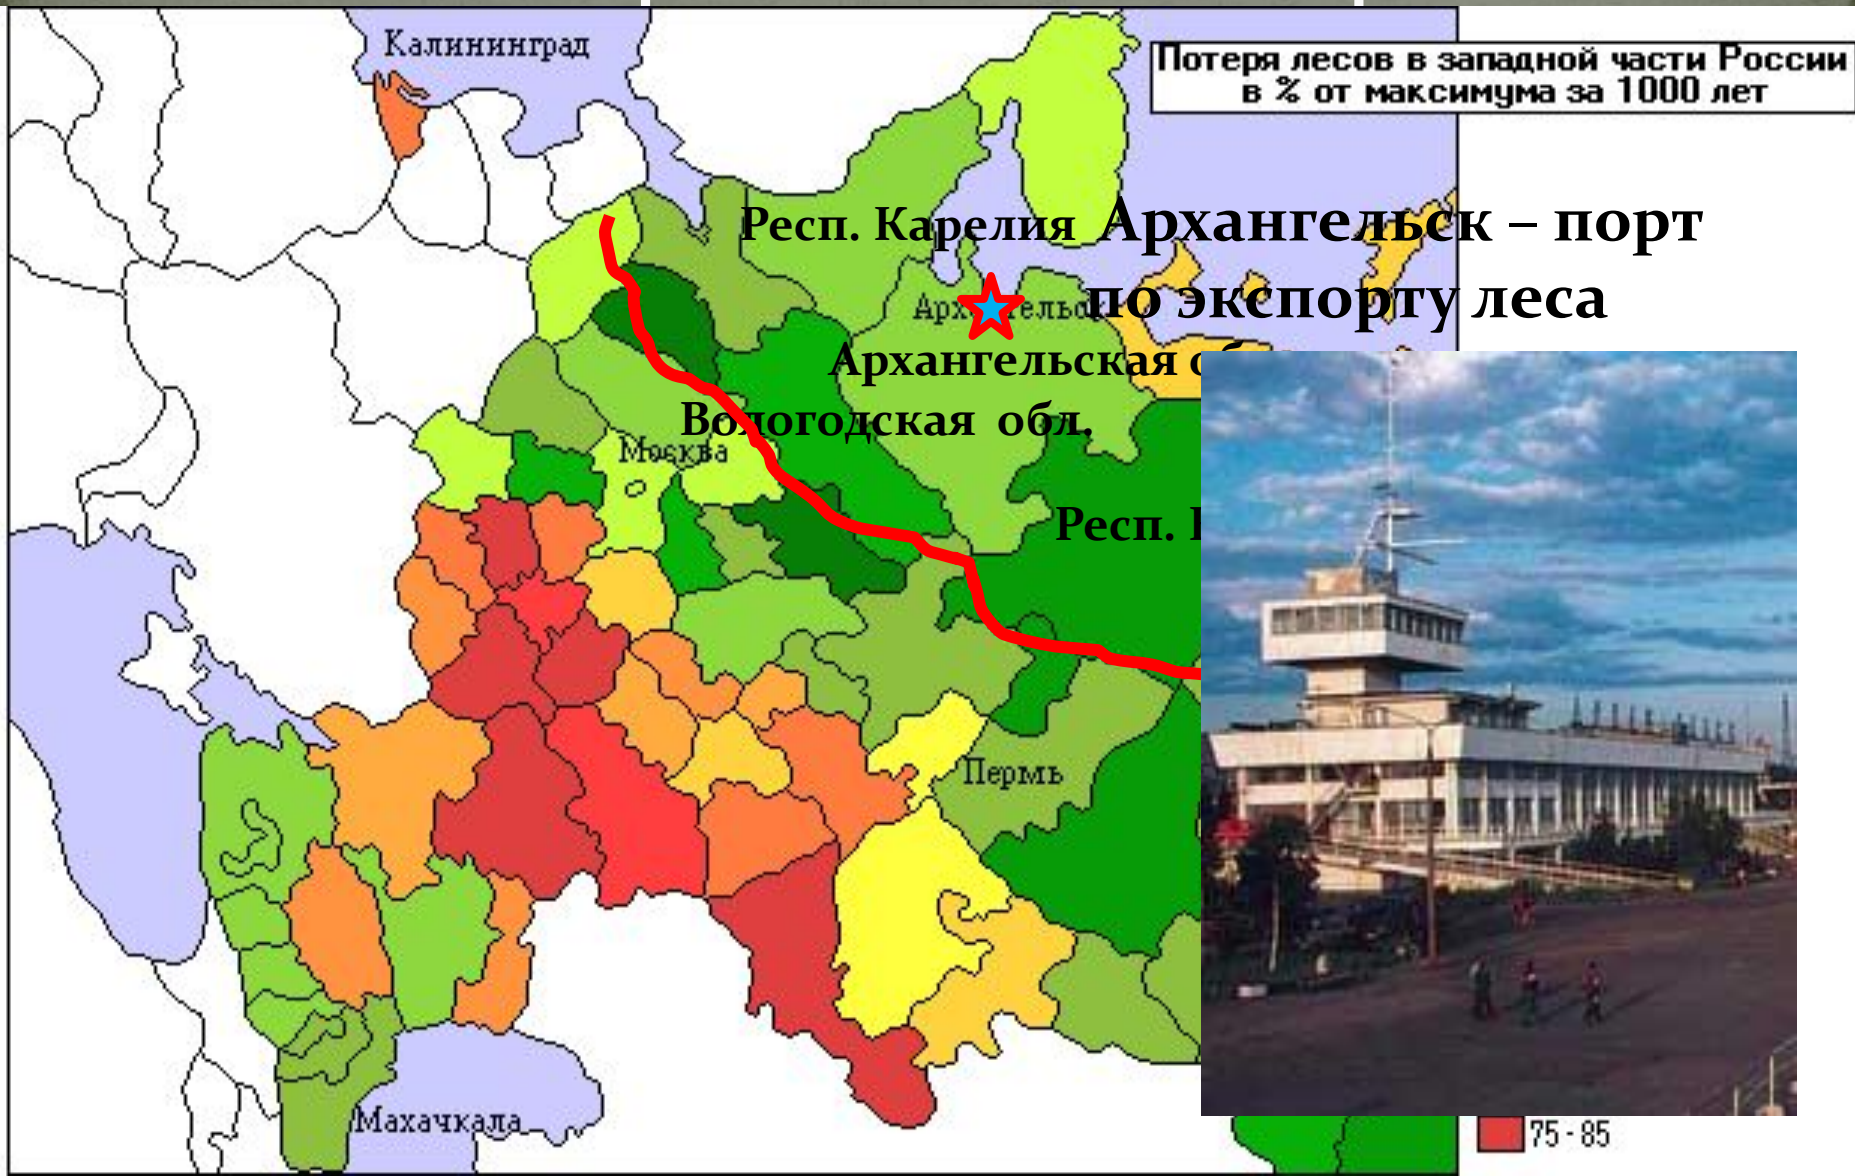 Калининград
Потеря лесов в западной части России
в % от максимума за 1000 лет
Респ. Карелия
Архангельск – порт
по экспорту леса
Архангельская
Вологодская обл.
Москва
Респ.
Пермь
Махачкала
75 - 85